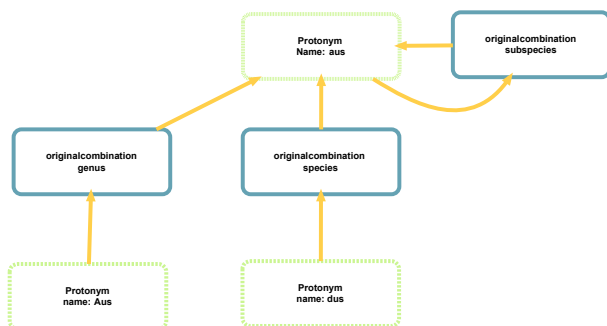 Protonym
Name: aus
originalcombination
subspecies
originalcombination
genus
originalcombination
species
Protonym
name: Aus
Protonym
name: dus